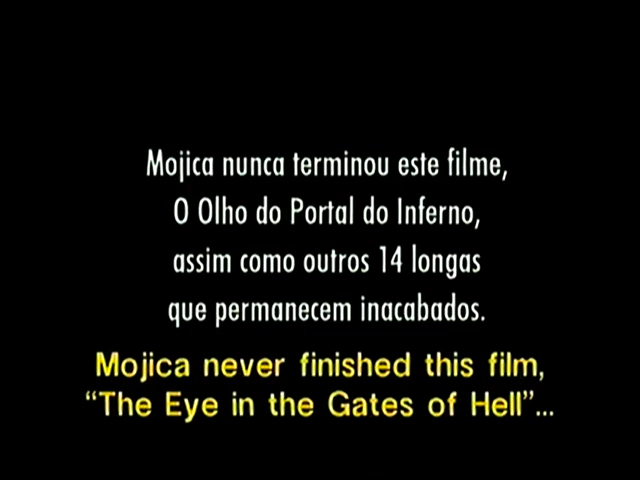 Mojica nunca terminou este filme,
O Olho do Portal do Inferno,
assim como outros 14 longas
que permanecem inacabados.
Mojica never finished this film,
“The Eye in the Gates of Hell”...